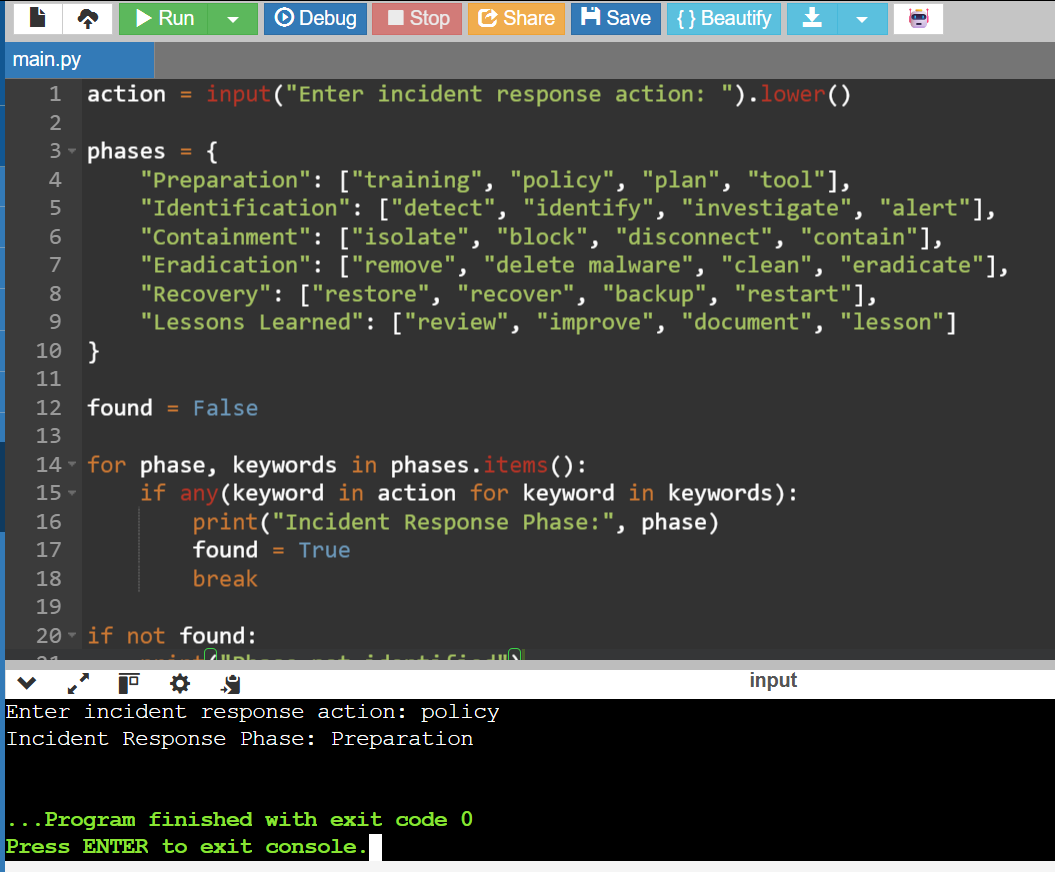 Run Debug Stop Share Save { } Beautify
main.py
1 action = input("Enter incident response action: ").lower()
2
3 phases = {
4     "Preparation": ["training", "policy", "plan", "tool"],
5     "Identification": ["detect", "identify", "investigate", "alert"],
6     "Containment": ["isolate", "block", "disconnect", "contain"],
7     "Eradication": ["remove", "delete malware", "clean", "eradicate"],
8     "Recovery": ["restore", "recover", "backup", "restart"],
9     "Lessons Learned": ["review", "improve", "document", "lesson"]
10 }
11
12 found = False
13
14 for phase, keywords in phases.items():
15     if any(keyword in action for keyword in keywords):
16         print("Incident Response Phase:", phase)
17         found = True
18         break
19
20 if not found:
21     print("Phase not identified")
input
Enter incident response action: policy
Incident Response Phase: Preparation
...Program finished with exit code 0
Press ENTER to exit console.